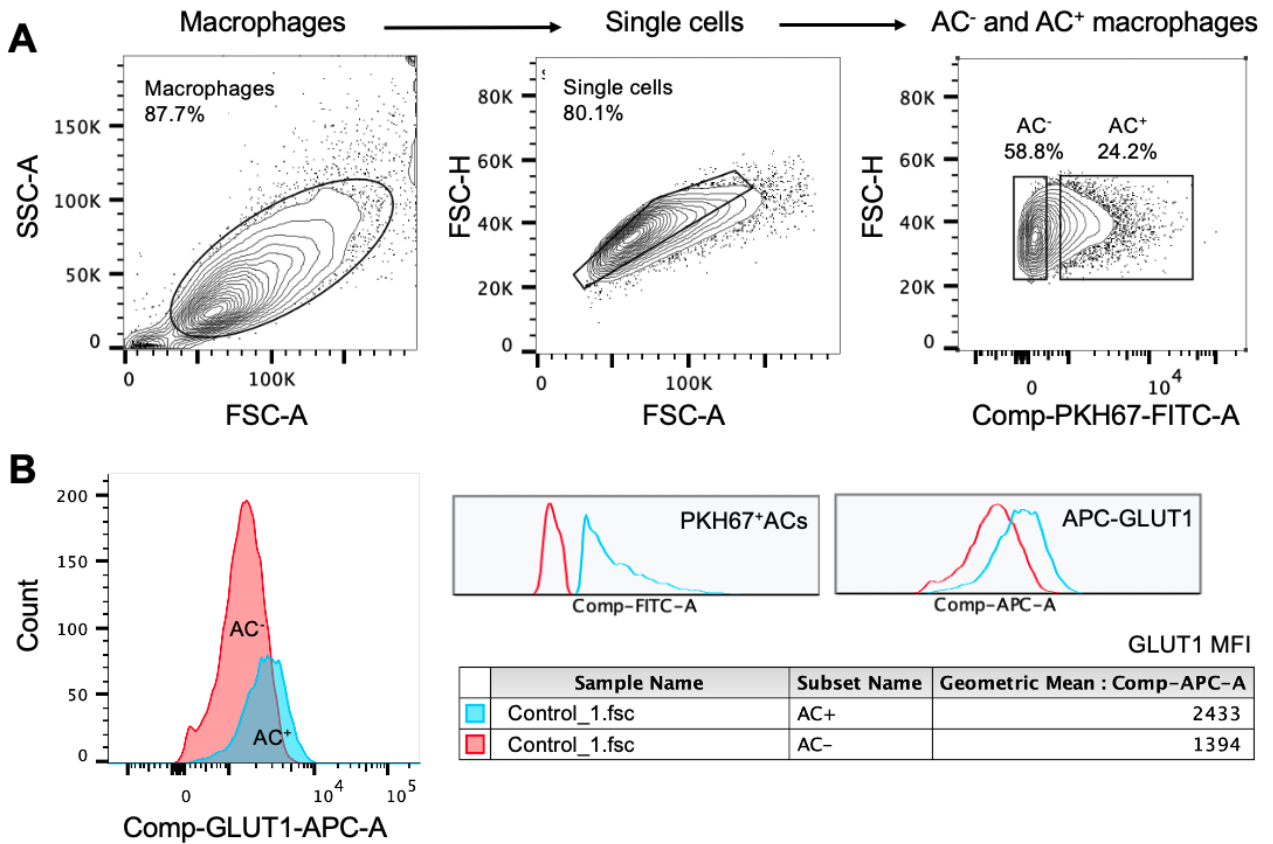 A
Macrophages
Single cells
AC- and AC+ macrophages
Macrophages
87.7%
SSC-A
150K
100K
50K
0
0
100K
FSC-A
Single cells
80.1%
FSC-H
80K
60K
40K
20K
0
0
100K
FSC-A
AC-
58.8%
AC+
24.2%
FSC-H
80K
60K
40K
20K
0
0
10^4
Comp-PKH67-FITC-A
B
Count
200
150
100
50
0
AC-
AC+
0
10^4
10^5
Comp-GLUT1-APC-A
PKH67+ACs
Comp-FITC-A
APC-GLUT1
Comp-APC-A
GLUT1 MFI
Sample Name Subset Name Geometric Mean : Comp-APC-A
Control_1.fsc AC+ 2433
Control_1.fsc AC– 1394